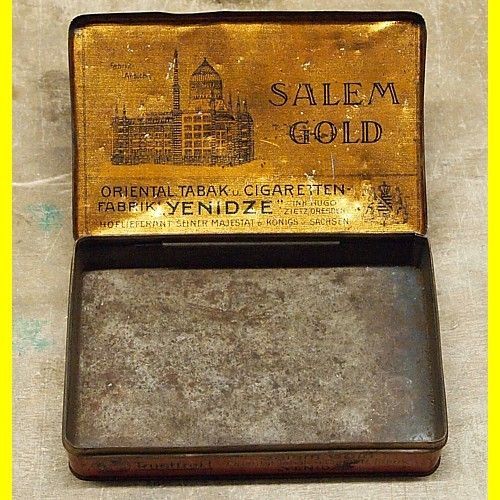 SALEM
GOLD
ORIENTAL TABAK- U. CIGARETTEN-
FABRIK "YENIDZE" INH. HUGO
ZIETZ, DRESDEN
HOFLIEFERANT SEINER MAJESTÄT D. KÖNIGS V. SACHSEN